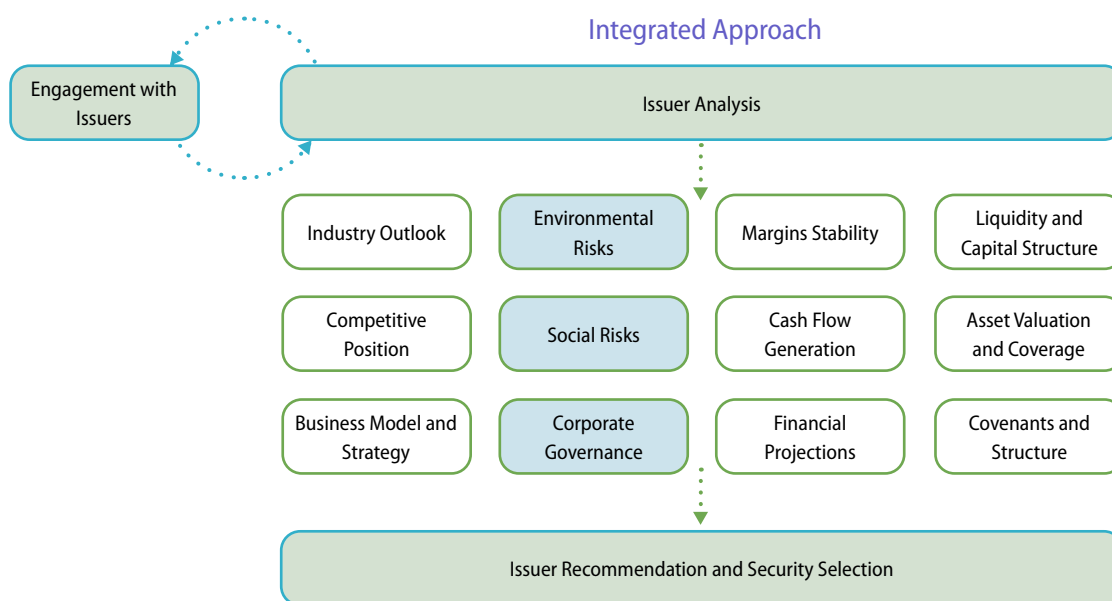 Integrated Approach
Engagement with
Issuers
Issuer Analysis
Industry Outlook
Environmental
Risks
Margins Stability
Liquidity and
Capital Structure
Competitive
Position
Social Risks
Cash Flow
Generation
Asset Valuation
and Coverage
Business Model and
Strategy
Corporate
Governance
Financial
Projections
Covenants and
Structure
Issuer Recommendation and Security Selection